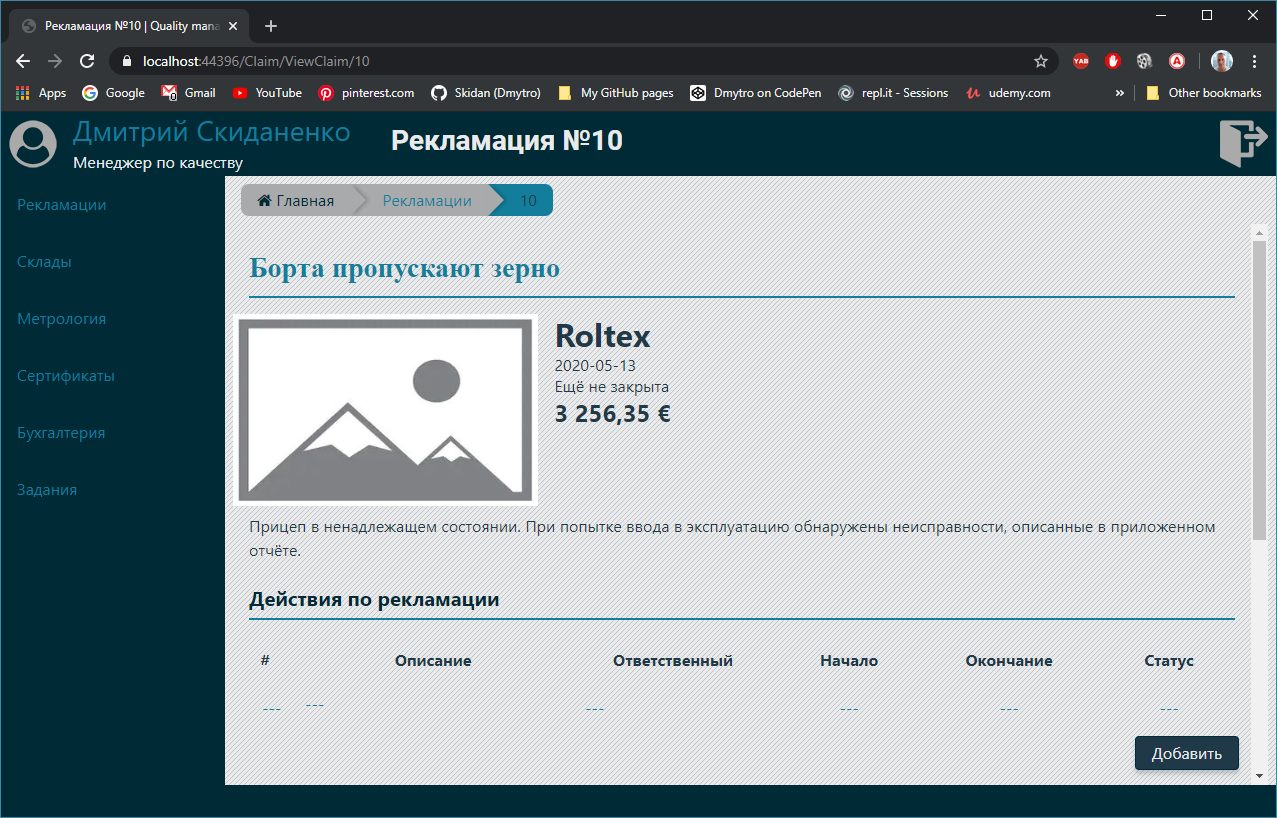 Рекламация №10 | Quality mana
localhost:44396/Claim/ViewClaim/10
YAB
A
Apps
Google
Gmail
YouTube
pinterest.com
Skidan (Dmytro)
My GitHub pages
Dmytro on CodePen
repl.it - Sessions
udemy.com
»
Other bookmarks
Дмитрий Скиданенко
Менеджер по качеству
Рекламация №10
Рекламации
Склады
Метрология
Сертификаты
Бухгалтерия
Задания
Главная
Рекламации
10
Борта пропускают зерно
Roltex
2020-05-13
Ещё не закрыта
3 256,35 €
Прицеп в ненадлежащем состоянии. При попытке ввода в эксплуатацию обнаружены неисправности, описанные в приложенном
отчёте.
Действия по рекламации
# Описание Ответственный Начало Окончание Статус
--- --- --- --- --- ---
Добавить